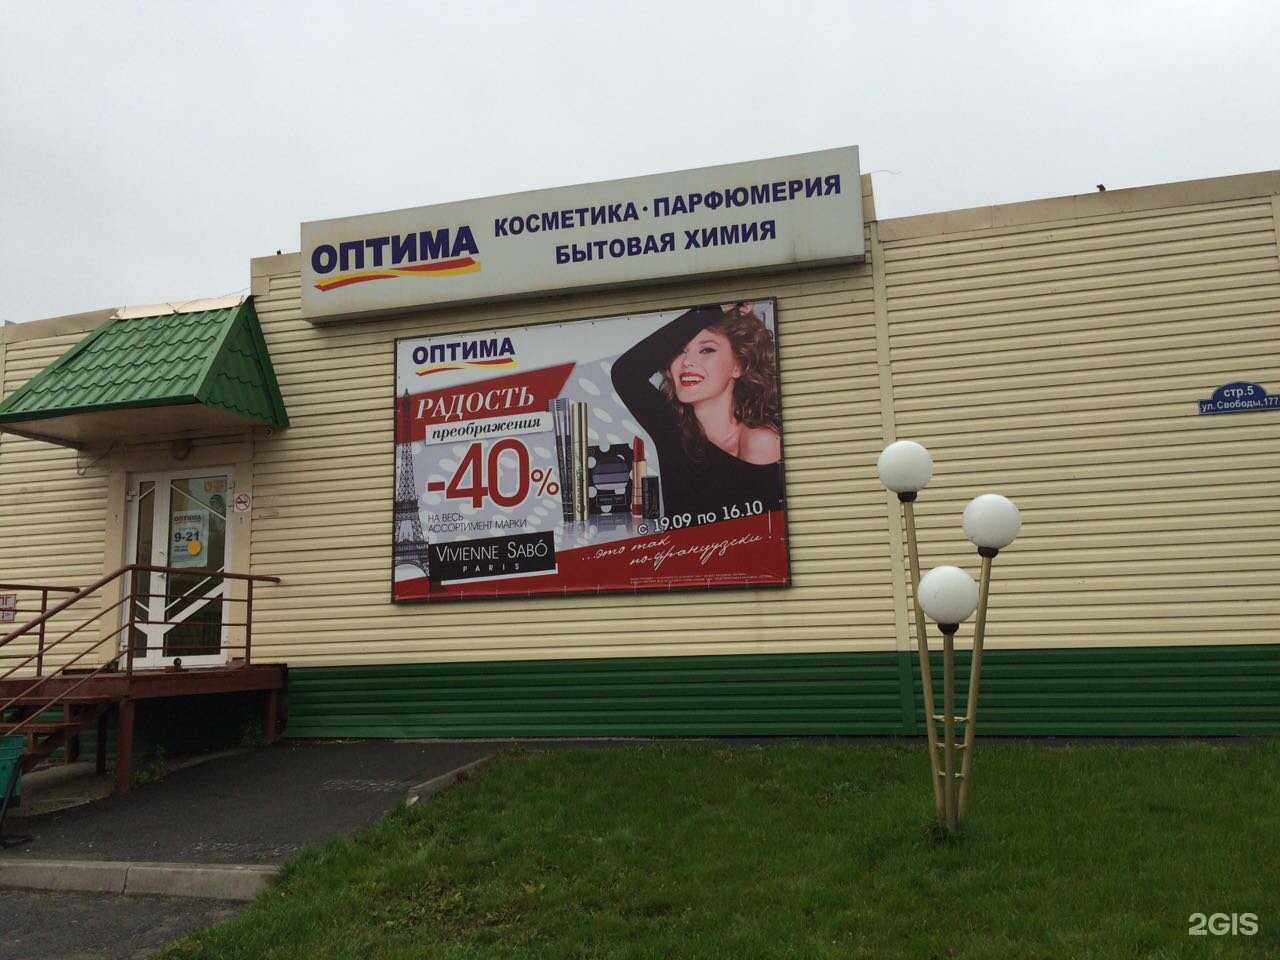 ОПТИМА
КОСМЕТИКА · ПАРФЮМЕРИЯ
БЫТОВАЯ ХИМИЯ
ОПТИМА
РАДОСТЬ
преображения
-40%
НА ВЕСЬ
АССОРТИМЕНТ МАРКИ
VIVIENNE SABÓ
PARIS
с 19.09 по 16.10
...это так
по-французски!
стр.5
ул.Свободы,177
ОПТИМА
9-21
2GIS